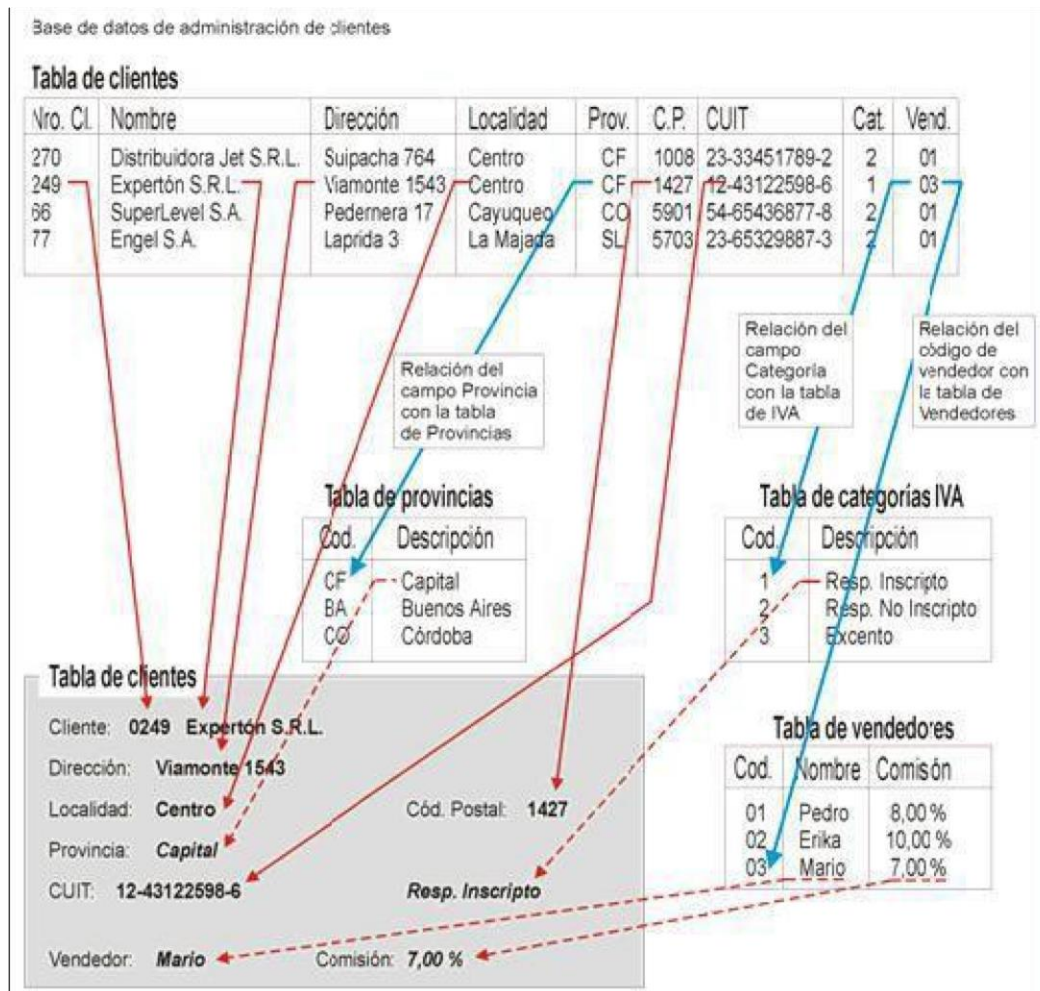 Base de datos de administración de clientes
Tabla de clientes
Nro. Cl. Nombre Dirección Localidad Prov. C.P. CUIT Cat. Vend.
270 Distribuidora Jet S.R.L. Suipacha 764 Centro CF 1008 23-33451789-2 2 01
249 Expertón S.R.L. Viamonte 1543 Centro CF 1427 12-43122598-6 1 03
66 SuperLevel S.A. Pedernera 17 Cayuqueo CO 5901 54-65436877-8 2 01
77 Engel S.A. Laprida 3 La Majada SL 5703 23-65329887-3 2 01
Relación del
campo Provincia
con la tabla
de Provincias
Relación del
campo
Categoría
con la tabla
de IVA
Relación del
código de
vendedor con
la tabla de
Vendedores
Tabla de provincias
Cod. Descripción
CF Capital
BA Buenos Aires
CO Córdoba
Tabla de categorías IVA
Cod. Descripción
1 Resp. Inscripto
2 Resp. No Inscripto
3 Excento
Tabla de clientes
Cliente: 0249 Expertón S.R.L.
Dirección: Viamonte 1543
Localidad: Centro Cód. Postal: 1427
Provincia: Capital
CUIT: 12-43122598-6 Resp. Inscripto
Vendedor: Mario Comisión: 7,00 %
Tabla de vendedores
Cod. Nombre Comisón
01 Pedro 8,00 %
02 Erika 10,00 %
03 Mario 7,00 %